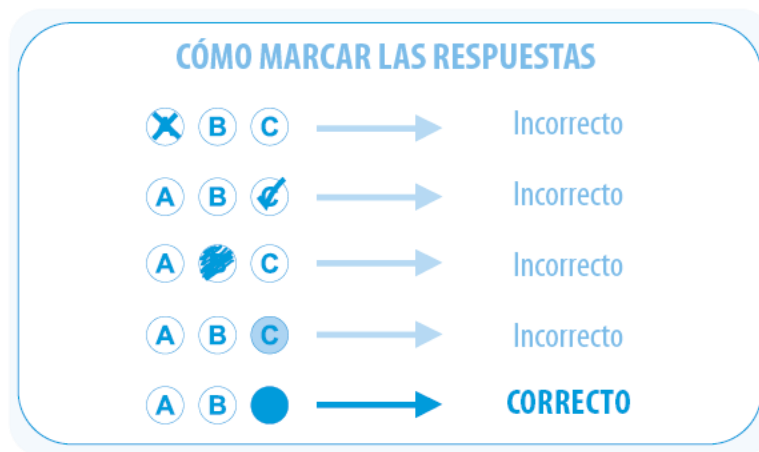 CÓMO MARCAR LAS RESPUESTAS
A B C Incorrecto
A B C Incorrecto
A C Incorrecto
A B C Incorrecto
A B CORRECTO